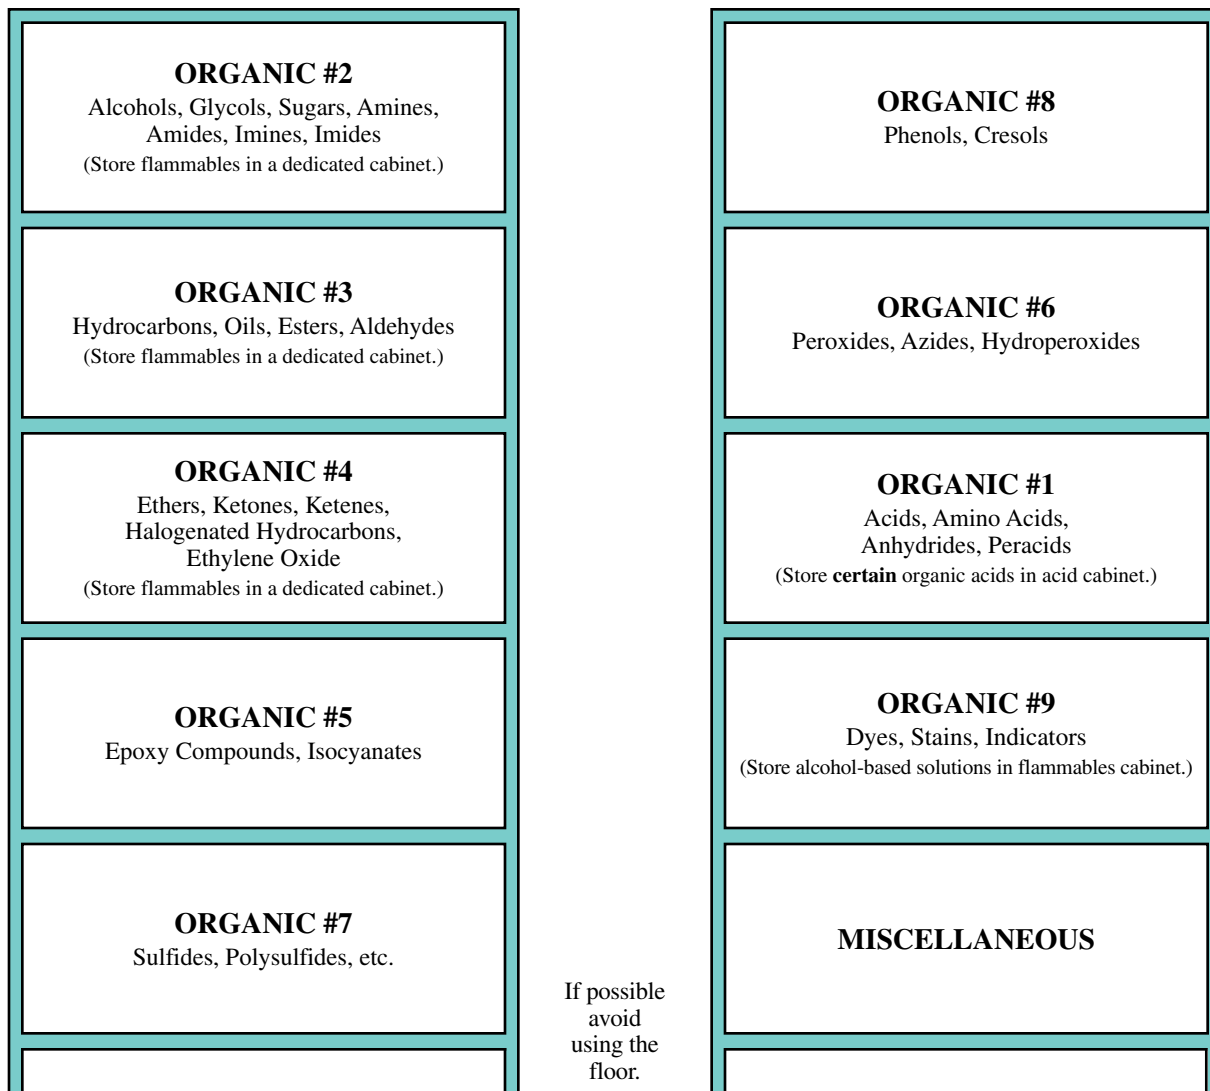 ORGANIC #2
Alcohols, Glycols, Sugars, Amines,
Amides, Imines, Imides
(Store flammables in a dedicated cabinet.)
ORGANIC #3
Hydrocarbons, Oils, Esters, Aldehydes
(Store flammables in a dedicated cabinet.)
ORGANIC #4
Ethers, Ketones, Ketenes,
Halogenated Hydrocarbons,
Ethylene Oxide
(Store flammables in a dedicated cabinet.)
ORGANIC #5
Epoxy Compounds, Isocyanates
ORGANIC #7
Sulfides, Polysulfides, etc.
If possible
avoid
using the
floor.
ORGANIC #8
Phenols, Cresols
ORGANIC #6
Peroxides, Azides, Hydroperoxides
ORGANIC #1
Acids, Amino Acids,
Anhydrides, Peracids
(Store certain organic acids in acid cabinet.)
ORGANIC #9
Dyes, Stains, Indicators
(Store alcohol-based solutions in flammables cabinet.)
MISCELLANEOUS